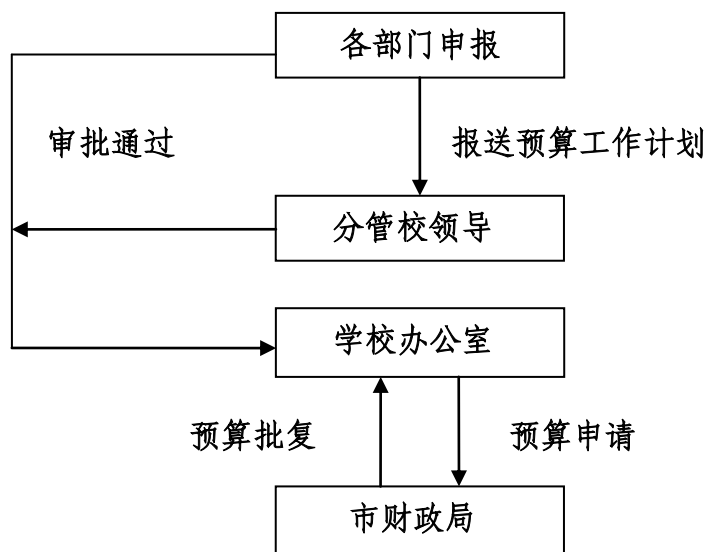 各部门申报
审批通过
报送预算工作计划
分管校领导
学校办公室
预算批复
预算申请
市财政局